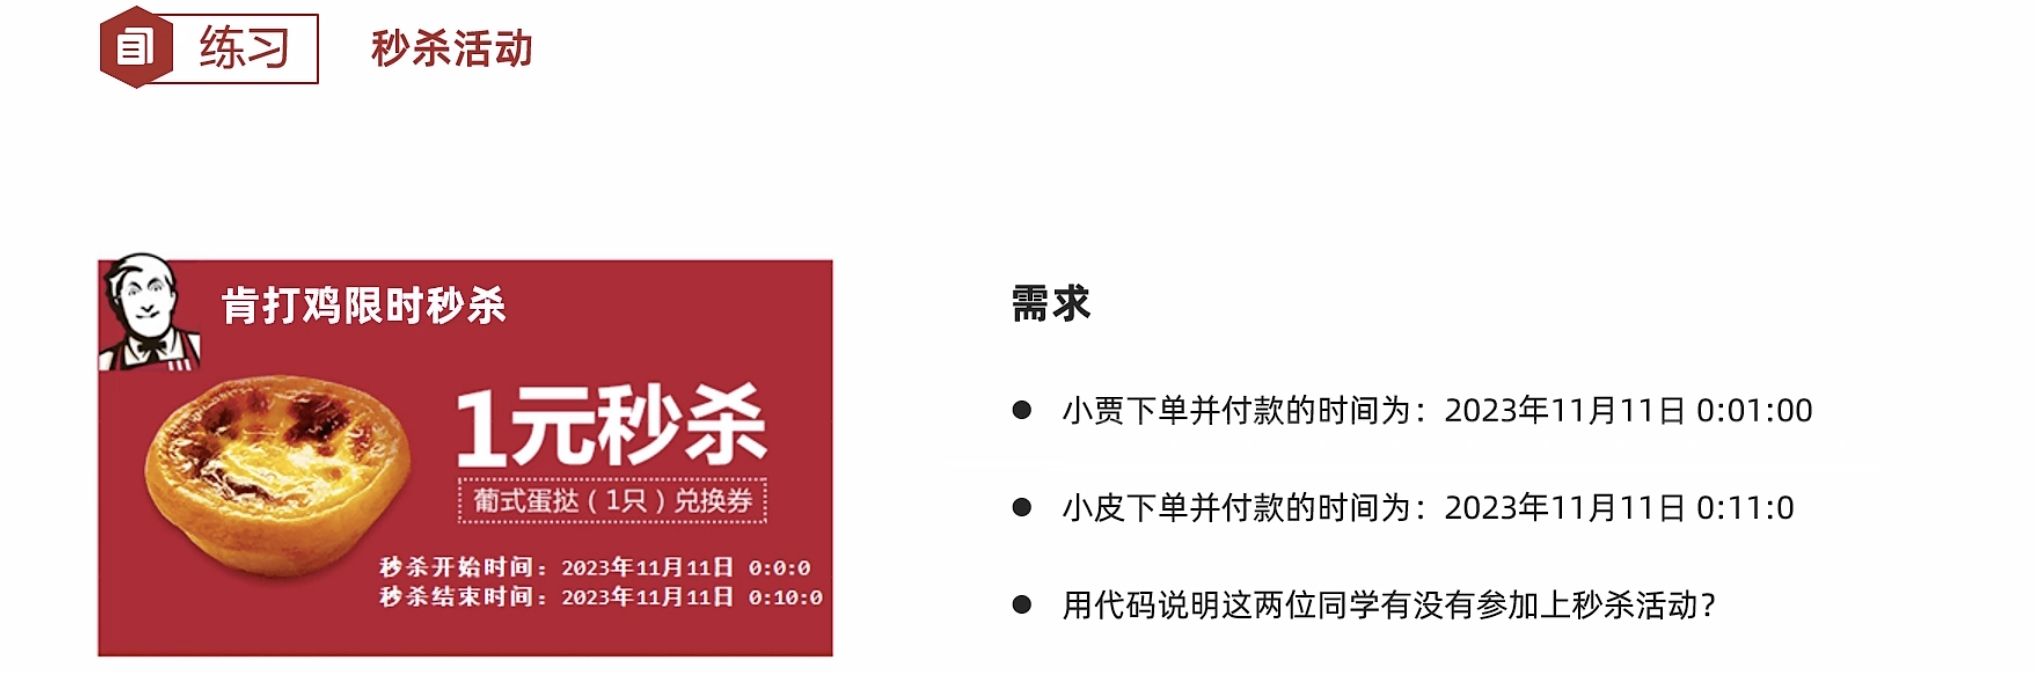 练习
秒杀活动
肯打鸡限时秒杀
1元秒杀
葡式蛋挞（1只）兑换券
秒杀开始时间：2023年11月11日 0:0:0
秒杀结束时间：2023年11月11日 0:10:0
需求
小贾下单并付款的时间为：2023年11月11日 0:01:00
小皮下单并付款的时间为：2023年11月11日 0:11:0
用代码说明这两位同学有没有参加上秒杀活动？